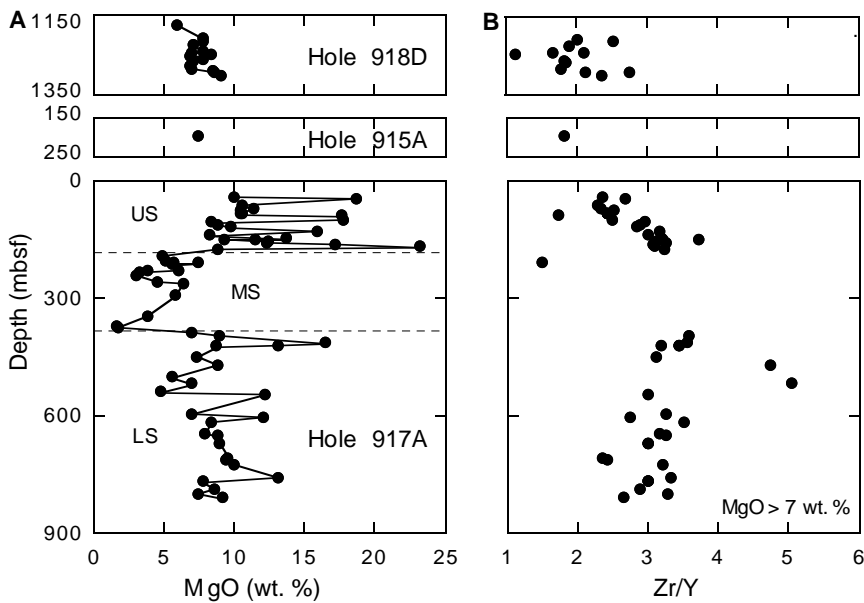 A
B
1150
1350
Hole 918D
150
250
Hole 915A
0
300
600
900
Depth (mbsf)
US
MS
LS
Hole 917A
0 5 10 15 20 25
MgO (wt. %)
MgO > 7 wt. %
1 2 3 4 5 6
Zr/Y